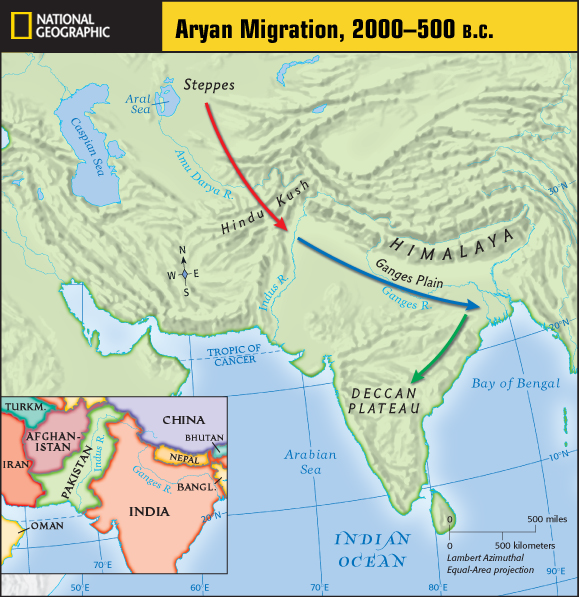 NATIONAL
GEOGRAPHIC
Aryan Migration, 2000–500 B.C.
Steppes
Aral
Sea
Caspian Sea
Amu Darya R.
30°N
Hindu Kush
HIMALAYA
N
W E
S
Ganges Plain
Indus R.
Ganges R.
20°N
TROPIC OF
CANCER
DECCAN
PLATEAU
Bay of Bengal
Arabian
Sea
10°N
INDIAN
OCEAN
0 500 miles
0 500 kilometers
Lambert Azimuthal
Equal-Area projection
TURKM.
CHINA
AFGHAN-
ISTAN
BHUTAN
Indus R.
NEPAL
IRAN
PAKISTAN
Ganges R.
BANGL.
INDIA
OMAN
20°N
50°E
60°E
70°E
80°E
90°E
70°E